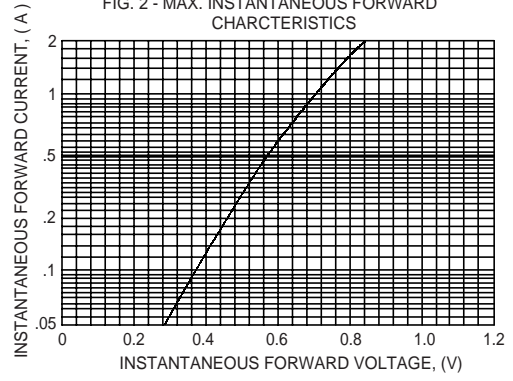 FIG. 2 - MAX. INSTANTANEOUS FORWARD
CHARCTERISTICS
INSTANTANEOUS FORWARD CURRENT, ( A )
2
1
.5
.2
.1
.05
0 0.2 0.4 0.6 0.8 1.0 1.2
INSTANTANEOUS FORWARD VOLTAGE, (V)